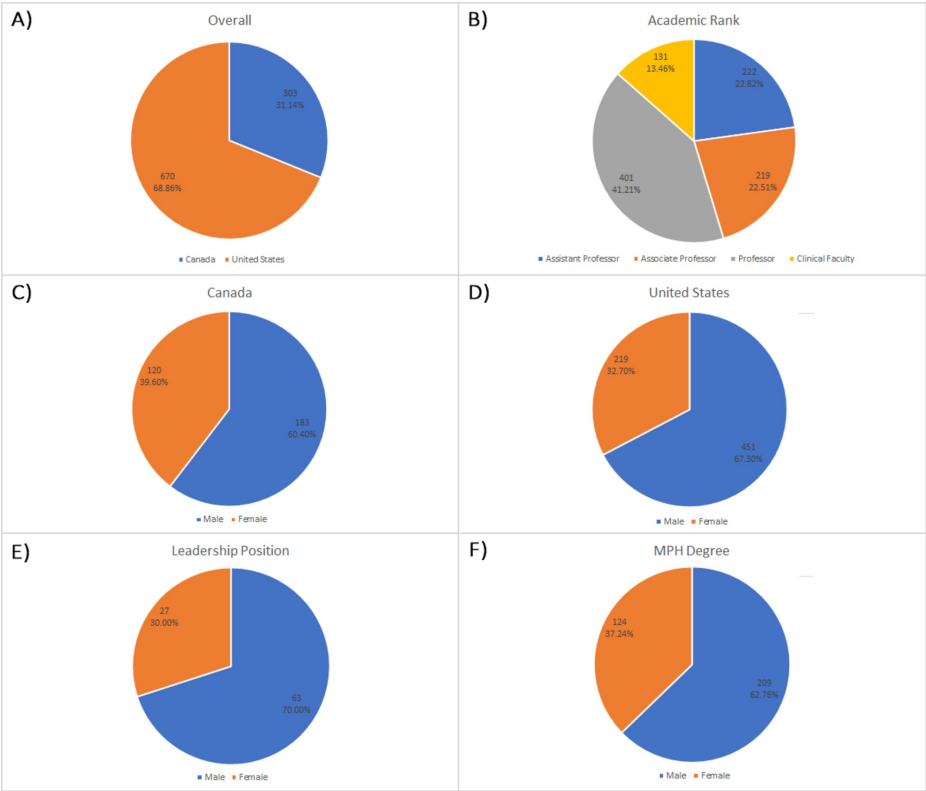 A)
Overall
303
31.14%
670
68.86%
Canada United States
B)
Academic Rank
131
13.46%
222
22.82%
401
41.21%
219
22.51%
Assistant Professor Associate Professor Professor Clinical Faculty
C)
Canada
120
39.60%
183
60.40%
Male Female
D)
United States
219
32.70%
451
67.30%
Male Female
E)
Leadership Position
27
30.00%
63
70.00%
Male Female
F)
MPH Degree
124
37.24%
209
62.76%
Male Female